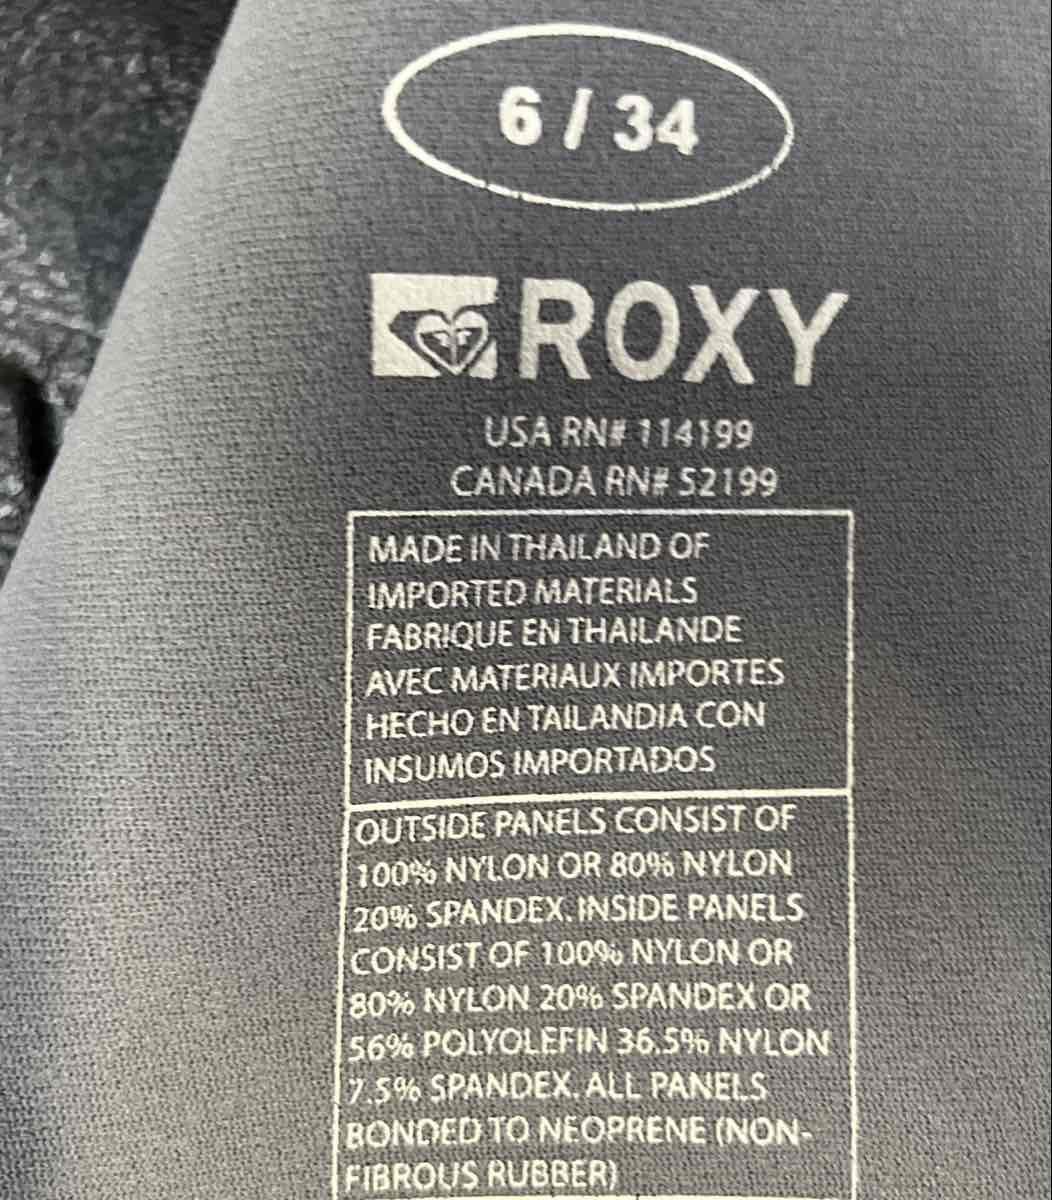 6 / 34
ROXY
USA RN# 114199
CANADA RN# 52199
MADE IN THAILAND OF
IMPORTED MATERIALS
FABRIQUE EN THAILANDE
AVEC MATERIAUX IMPORTES
HECHO EN TAILANDIA CON
INSUMOS IMPORTADOS
OUTSIDE PANELS CONSIST OF
100% NYLON OR 80% NYLON
20% SPANDEX. INSIDE PANELS
CONSIST OF 100% NYLON OR
80% NYLON 20% SPANDEX OR
56% POLYOLEFIN 36.5% NYLON
7.5% SPANDEX. ALL PANELS
BONDED TO NEOPRENE (NON-
FIBROUS RUBBER)